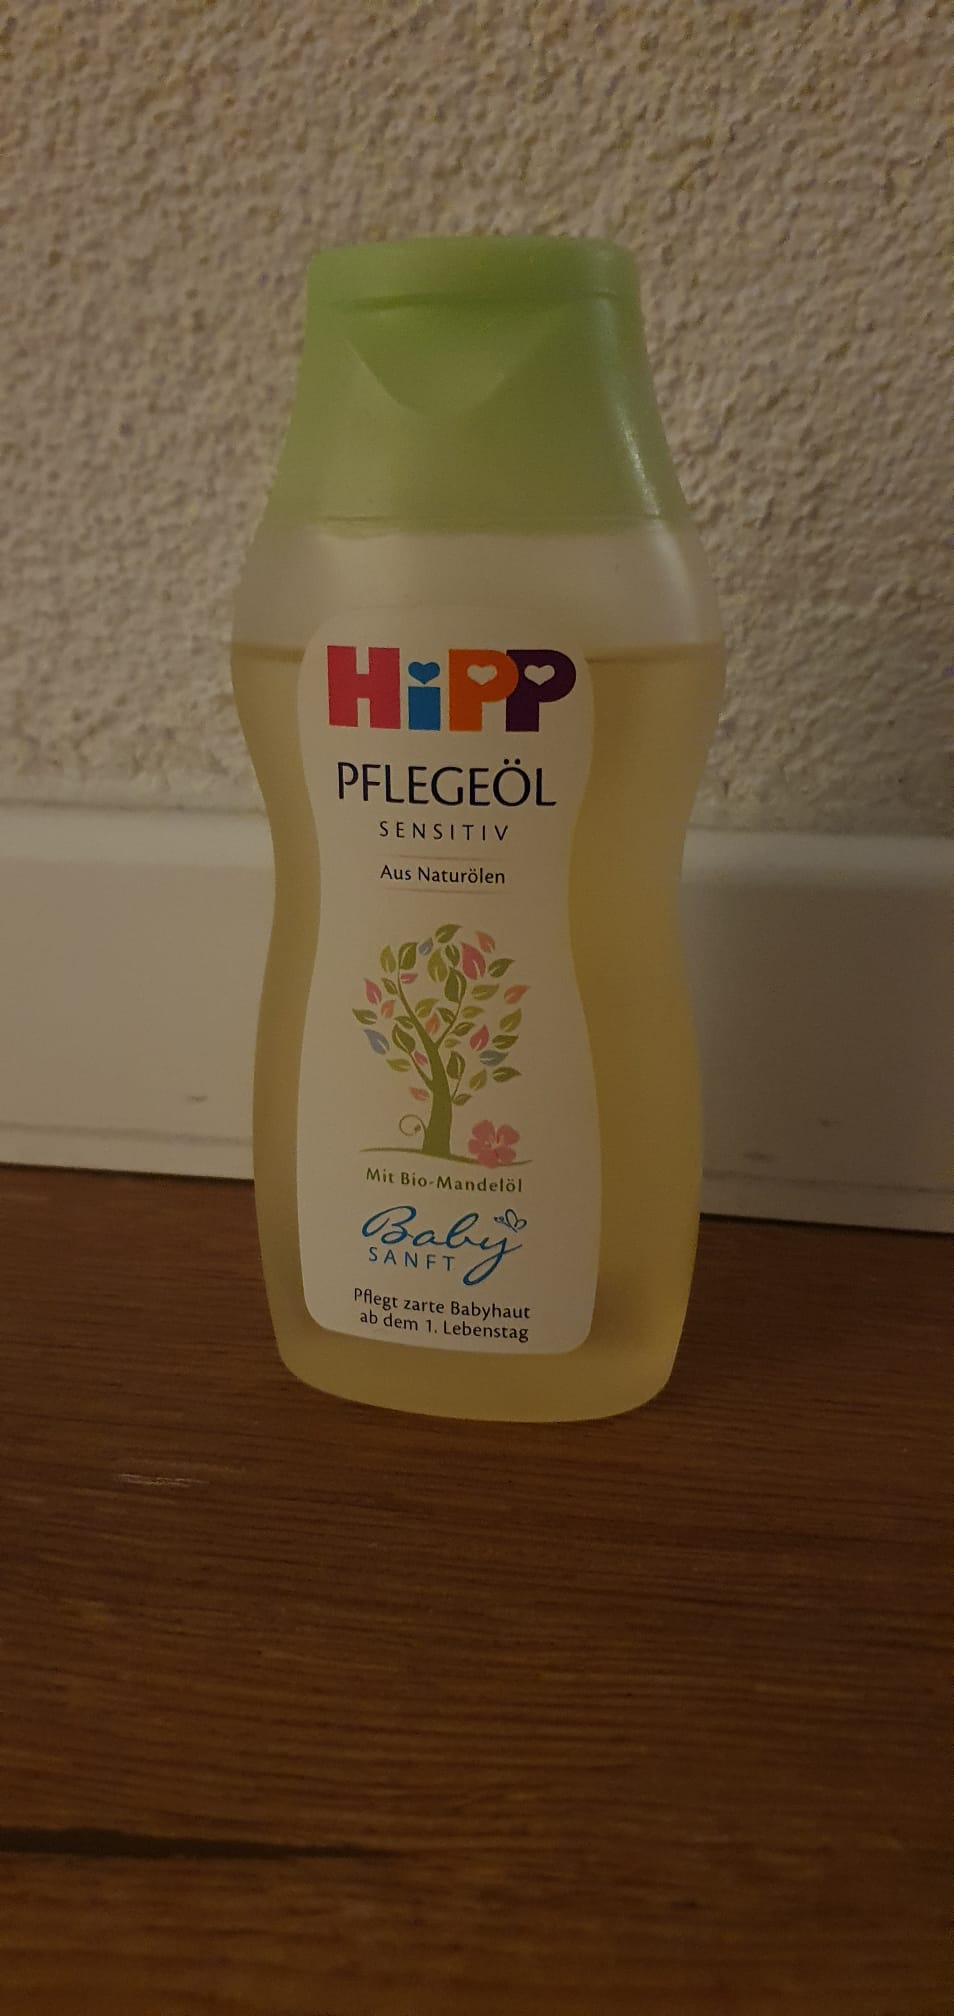 HiPP
PFLEGEÖL
SENSITIV
Aus Naturölen
Mit Bio-Mandelöl
Baby
SANFT
Pflegt zarte Babyhaut
ab dem 1. Lebenstag